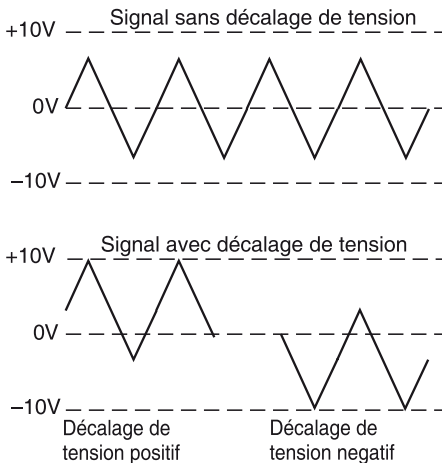 Signal sans décalage de tension
+10V
0V
−10V
Signal avec décalage de tension
+10V
0V
−10V
Décalage de
tension positif
Décalage de
tension negatif